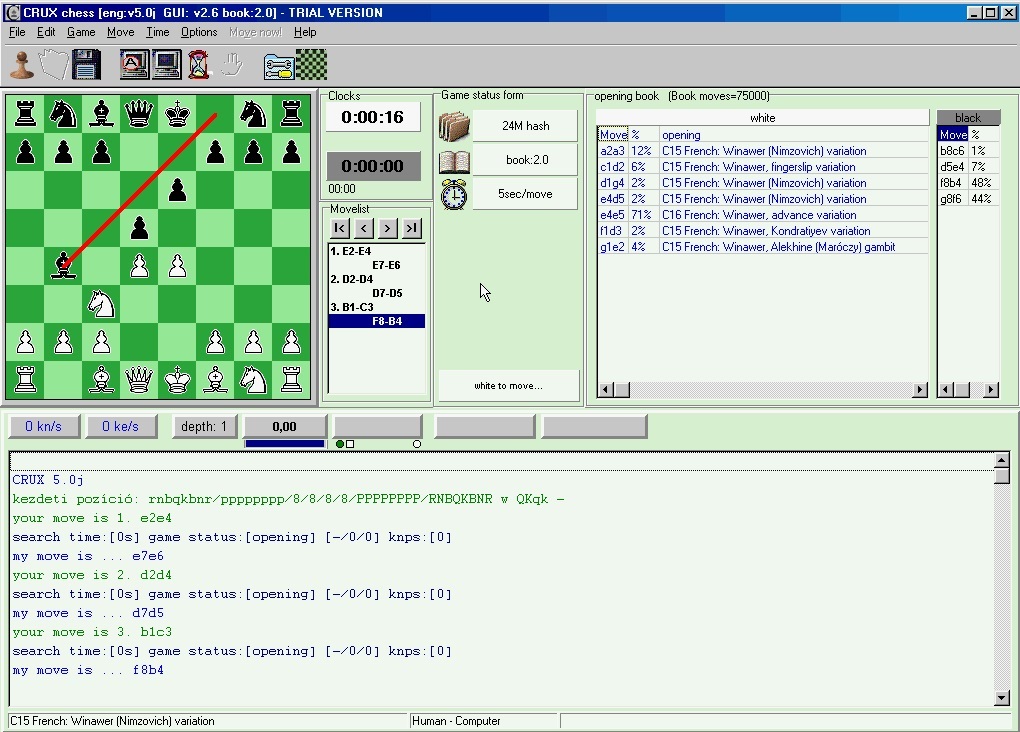 CRUX chess [eng:v5.0j GUI: v2.6 book:2.0] - TRIAL VERSION
File Edit Game Move Time Options Move now! Help
Clocks
0:00:16
0:00:00
00:00
Movelist
1. E2-E4
E7-E6
2. D2-D4
D7-D5
3. B1-C3
F8-B4
Game status form
24M hash
book:2.0
5sec/move
white to move...
opening book (Book moves=75000)
white
Move % opening
a2a3 12% C15 French: Winawer (Nimzovich) variation
c1d2 6% C15 French: Winawer, fingerslip variation
d1g4 2% C15 French: Winawer (Nimzovich) variation
e4d5 2% C15 French: Winawer (Nimzovich) variation
e4e5 71% C16 French: Winawer, advance variation
f1d3 2% C15 French: Winawer, Kondratiyev variation
g1e2 4% C15 French: Winawer, Alekhine (Maróczy) gambit
black
Move %
b8c6 1%
d5e4 7%
f8b4 48%
g8f6 44%
0 kn/s 0 ke/s depth: 1 0,00
CRUX 5.0j
kezdeti pozíció: rnbqkbnr/pppppppp/8/8/8/8/PPPPPPPP/RNBQKBNR w QKqk -
your move is 1. e2e4
search time:[0s] game status:[opening] [-/0/0] knps:[0]
my move is ... e7e6
your move is 2. d2d4
search time:[0s] game status:[opening] [-/0/0] knps:[0]
my move is ... d7d5
your move is 3. b1c3
search time:[0s] game status:[opening] [-/0/0] knps:[0]
my move is ... f8b4
C15 French: Winawer (Nimzovich) variation
Human - Computer